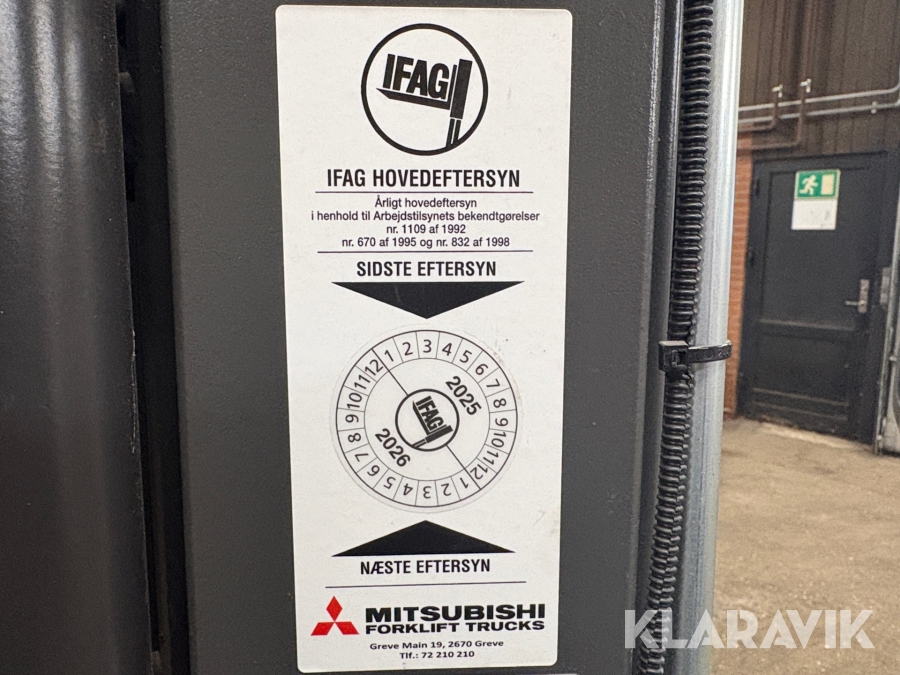 IFAG
IFAG HOVEDEFTERSYN
Årligt hovedeftersyn
i henhold til Arbejdstilsynets bekendtgørelser
nr. 1109 af 1992
nr. 670 af 1995 og nr. 832 af 1998
SIDSTE EFTERSYN
1 2 3 4 5 6 7 8 9 10 11 12
2025
IFAG
2026
1 2 3 4 5 6 7 8 9 10 11 12
NÆSTE EFTERSYN
MITSUBISHI
FORKLIFT TRUCKS
Greve Main 19, 2670 Greve
Tlf.: 72 210 210
KLARAVIK